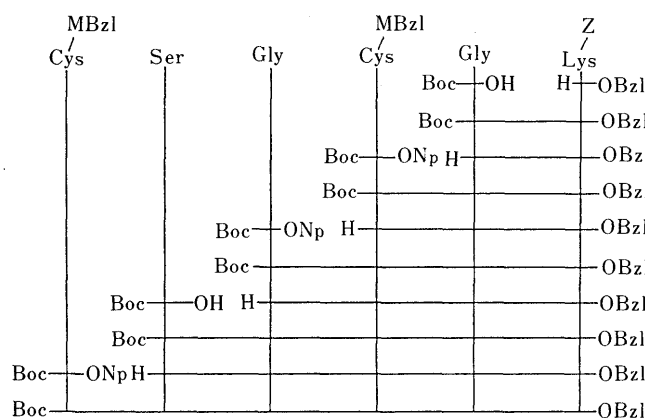 MBzl MBzl Z
Cys Ser Gly Cys Gly Lys
Boc OH H OBzl
Boc OBzl
Boc ONp H OBz
Boc OBzl
Boc ONp H OBzl
Boc OBzl
Boc OH H OBzl
Boc OBzl
Boc ONp H OBzl
Boc OBzl